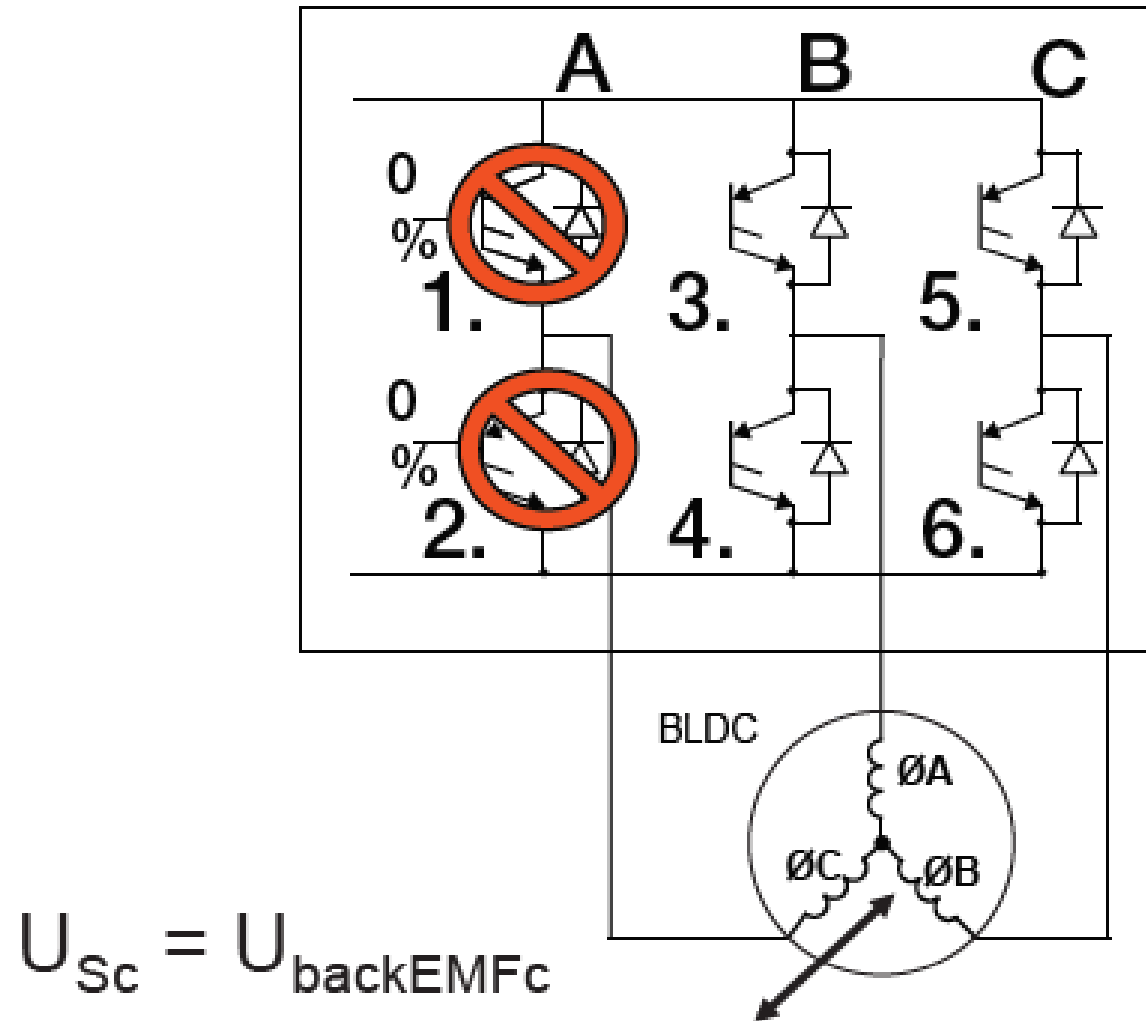 A B C
0
%
1. 3. 5.
0
%
2. 4. 6.
BLDC
ØA
ØC ØB
U_Sc = U_backEMFc